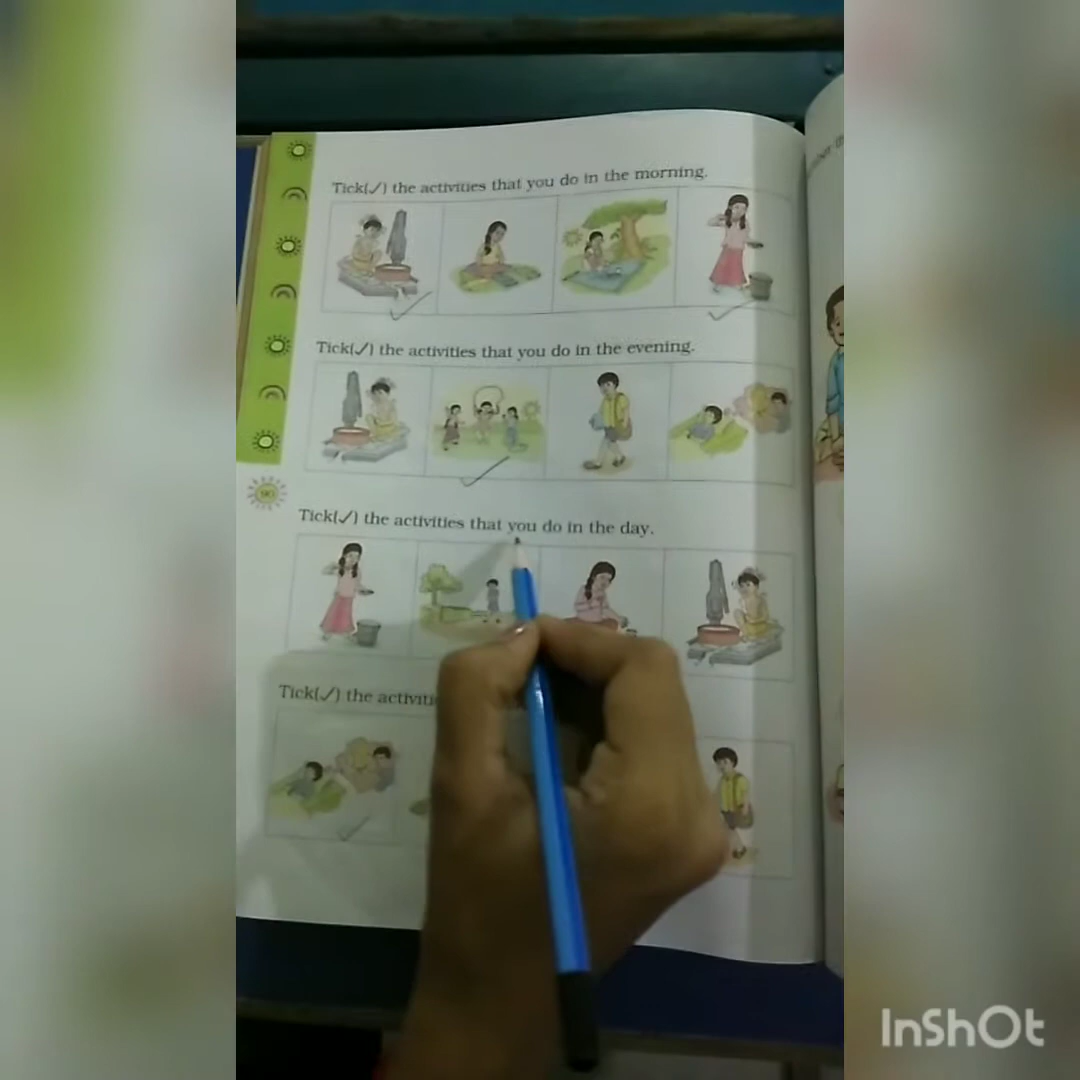 Tick(✓) the activities that you do in the morning.
Tick(✓) the activities that you do in the evening.
90
Tick(✓) the activities that you do in the day.
Tick(✓) the
InShOt